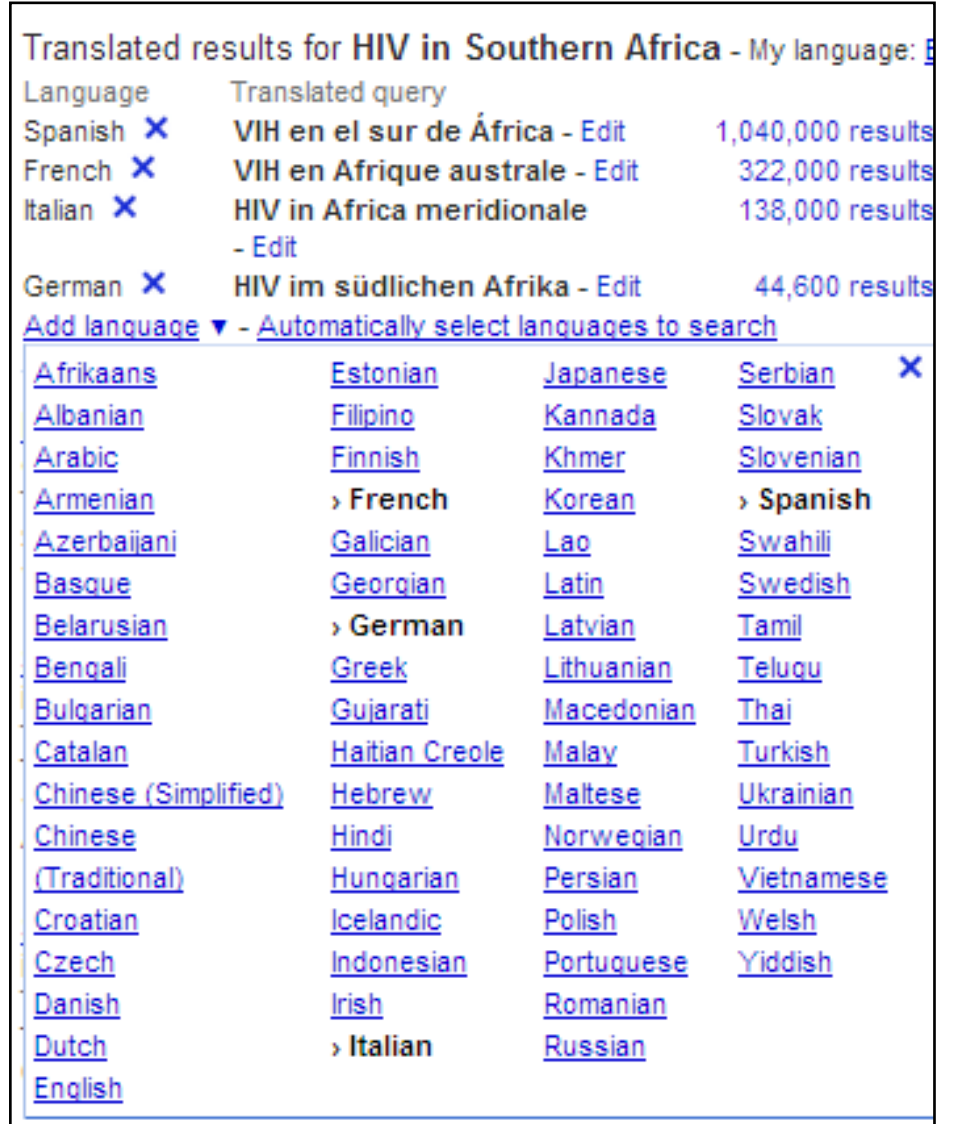 Translated results for HIV in Southern Africa - My language:
Language Translated query
Spanish ✕ VIH en el sur de África - Edit 1,040,000 results
French ✕ VIH en Afrique australe - Edit 322,000 results
Italian ✕ HIV in Africa meridionale 138,000 results
- Edit
German ✕ HIV im südlichen Afrika - Edit 44,600 results
Add language ▼ - Automatically select languages to search
Afrikaans Estonian Japanese Serbian ✕
Albanian Filipino Kannada Slovak
Arabic Finnish Khmer Slovenian
Armenian › French Korean › Spanish
Azerbaijani Galician Lao Swahili
Basque Georgian Latin Swedish
Belarusian › German Latvian Tamil
Bengali Greek Lithuanian Telugu
Bulgarian Gujarati Macedonian Thai
Catalan Haitian Creole Malay Turkish
Chinese (Simplified) Hebrew Maltese Ukrainian
Chinese Hindi Norwegian Urdu
(Traditional) Hungarian Persian Vietnamese
Croatian Icelandic Polish Welsh
Czech Indonesian Portuguese Yiddish
Danish Irish Romanian
Dutch › Italian Russian
English